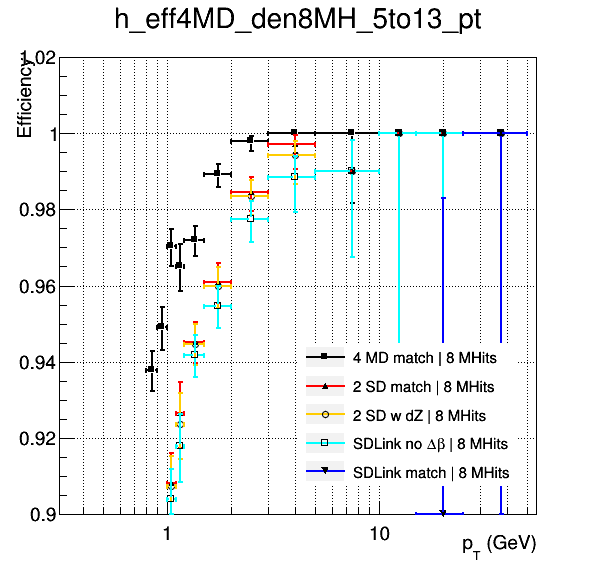 h_eff4MD_den8MH_5to13_pt
Efficiency
1.02
1
0.98
0.96
0.94
0.92
0.9
4 MD match | 8 MHits
2 SD match | 8 MHits
2 SD w dZ | 8 MHits
SDLink no Δβ | 8 MHits
SDLink match | 8 MHits
1
10
p_T (GeV)